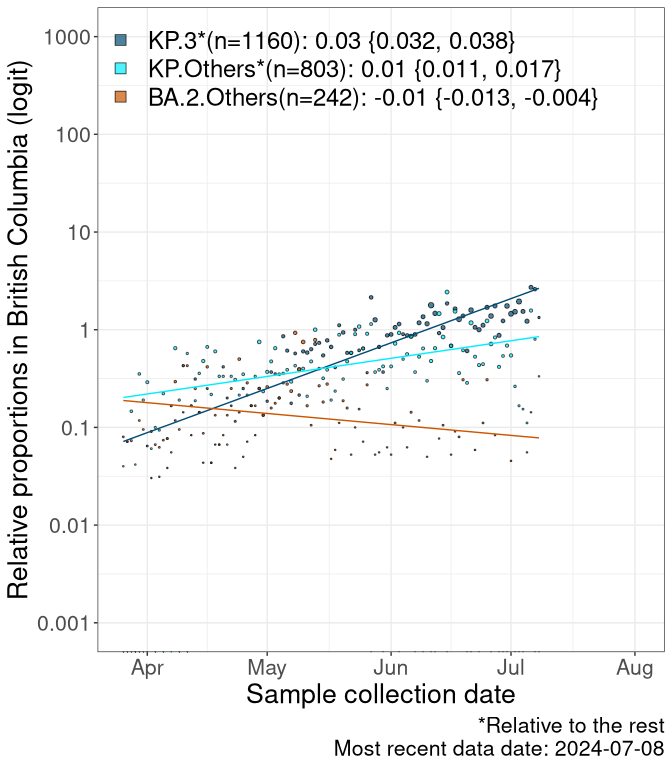 KP.3*(n=1160): 0.03 {0.032, 0.038}
KP.Others*(n=803): 0.01 {0.011, 0.017}
BA.2.Others(n=242): -0.01 {-0.013, -0.004}
Relative proportions in British Columbia (logit)
1000
100
10
1
0.1
0.01
0.001
Apr May Jun Jul Aug
Sample collection date
*Relative to the rest
Most recent data date: 2024-07-08